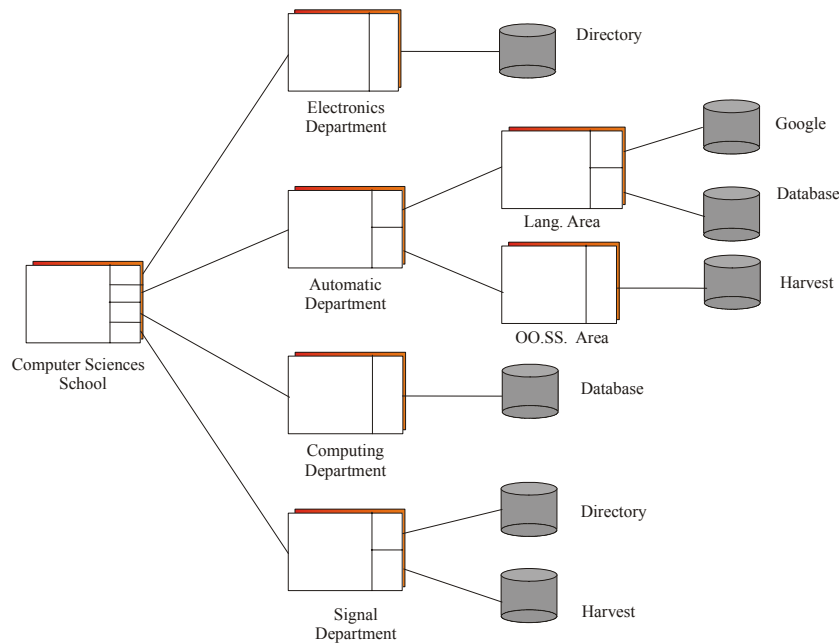 Directory
Electronics
Department
Google
Database
Lang. Area
Automatic
Department
Harvest
OO.SS. Area
Computer Sciences
School
Database
Computing
Department
Directory
Harvest
Signal
Department